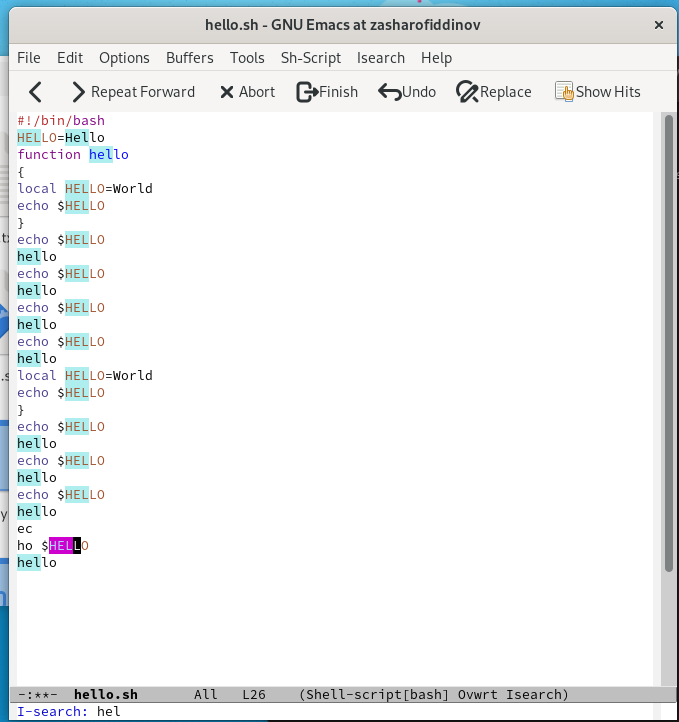 hello.sh - GNU Emacs at zasharofiddinov ×
File Edit Options Buffers Tools Sh-Script Isearch Help
Repeat Forward Abort Finish Undo Replace Show Hits
#!/bin/bash
HELLO=Hello
function hello
{
local HELLO=World
echo $HELLO
}
echo $HELLO
hello
echo $HELLO
hello
echo $HELLO
hello
echo $HELLO
hello
local HELLO=World
echo $HELLO
}
echo $HELLO
hello
echo $HELLO
hello
echo $HELLO
hello
ec
ho $HELLO
hello
-:**- hello.sh All L26 (Shell-script[bash] Ovwrt Isearch)
I-search: hel